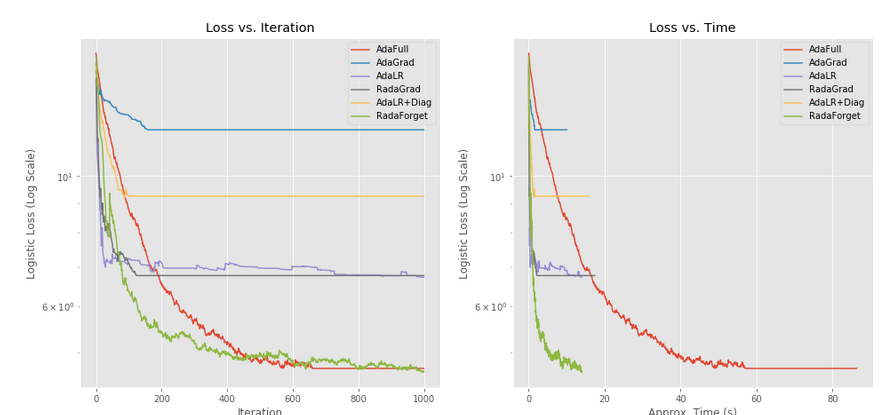 Loss vs. Iteration
Logistic Loss (Log Scale)
10¹
6 × 10⁰
AdaFull
AdaGrad
AdaLR
RadaGrad
AdaLR+Diag
RadaForget
0 200 400 600 800 1000
Iteration
Loss vs. Time
Logistic Loss (Log Scale)
10¹
6 × 10⁰
AdaFull
AdaGrad
AdaLR
RadaGrad
AdaLR+Diag
RadaForget
0 20 40 60 80
Approx. Time (s)